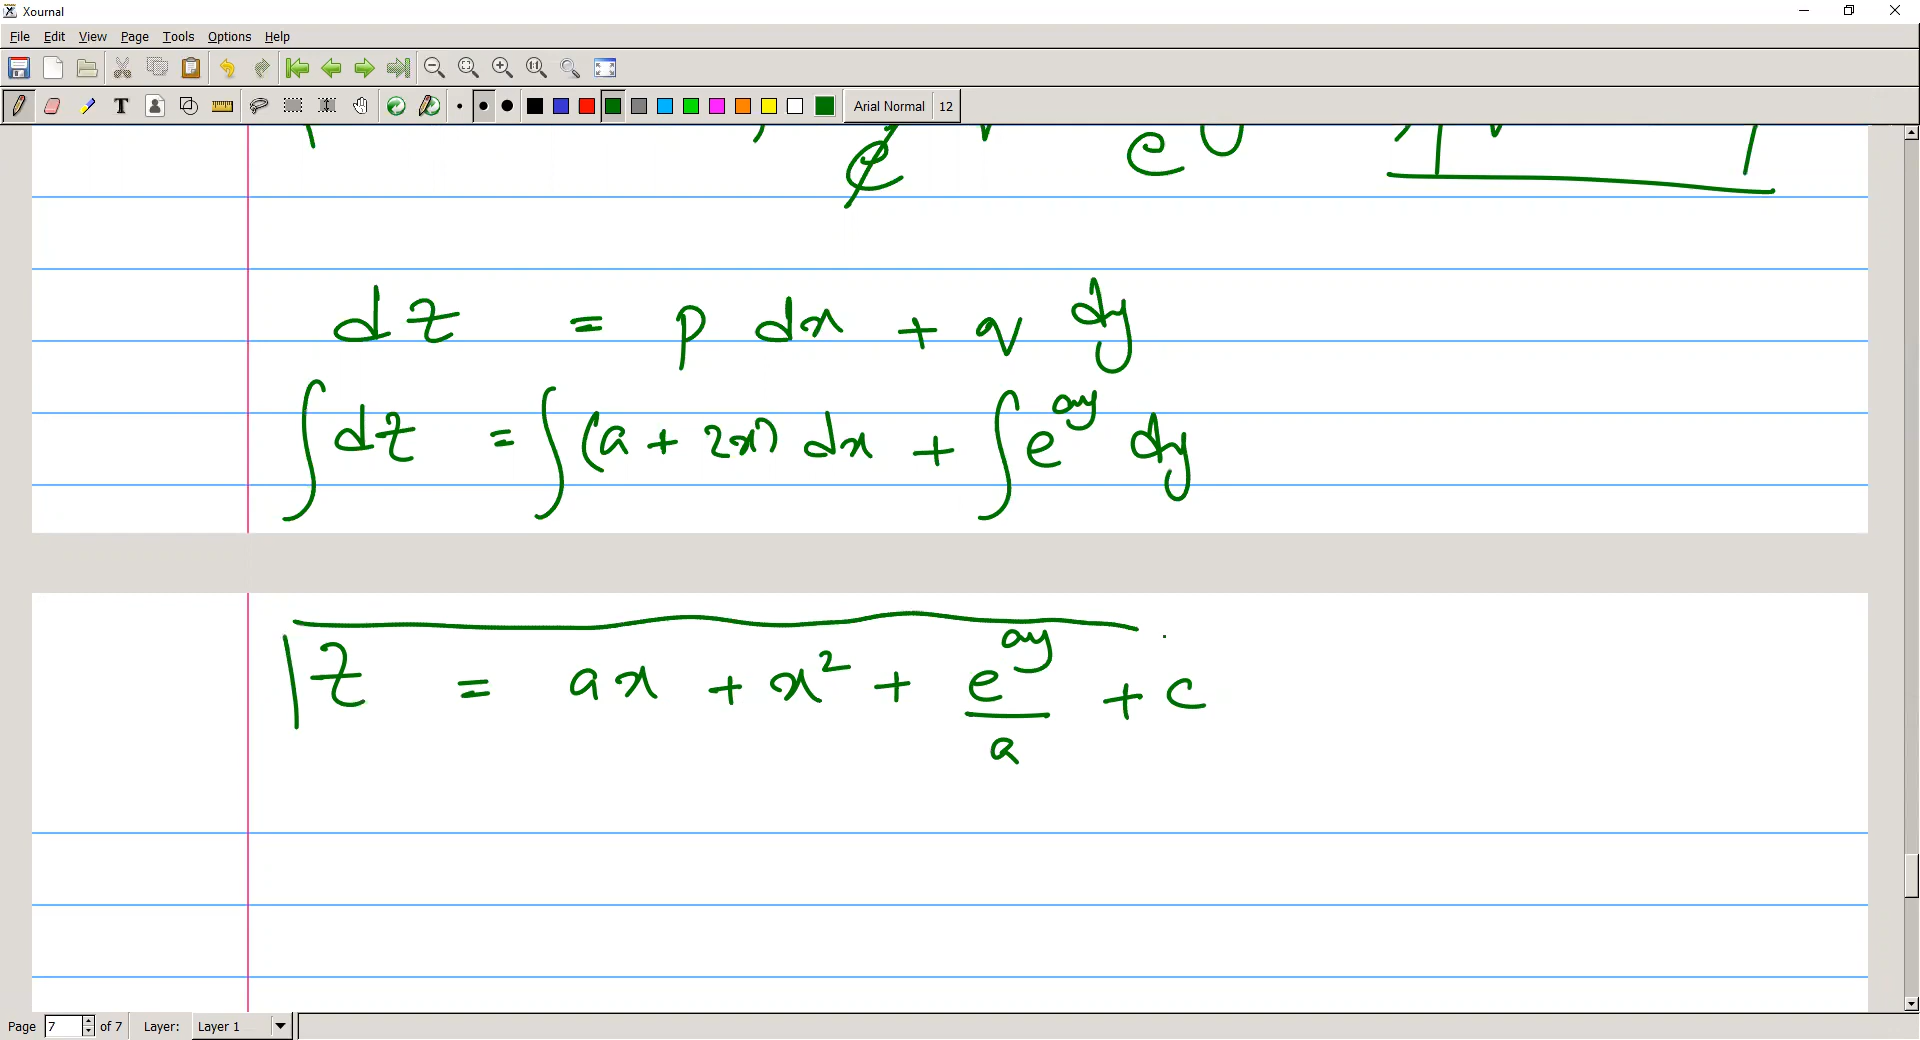 Xournal
File Edit View Page Tools Options Help
T Arial Normal 12
e e
dz = p dx + q dy
∫dz = ∫(a + 2x) dx + ∫e^{ay} dy
z = ax + x² + e^{ay}/a + c
Page 7 of 7 Layer: Layer 1